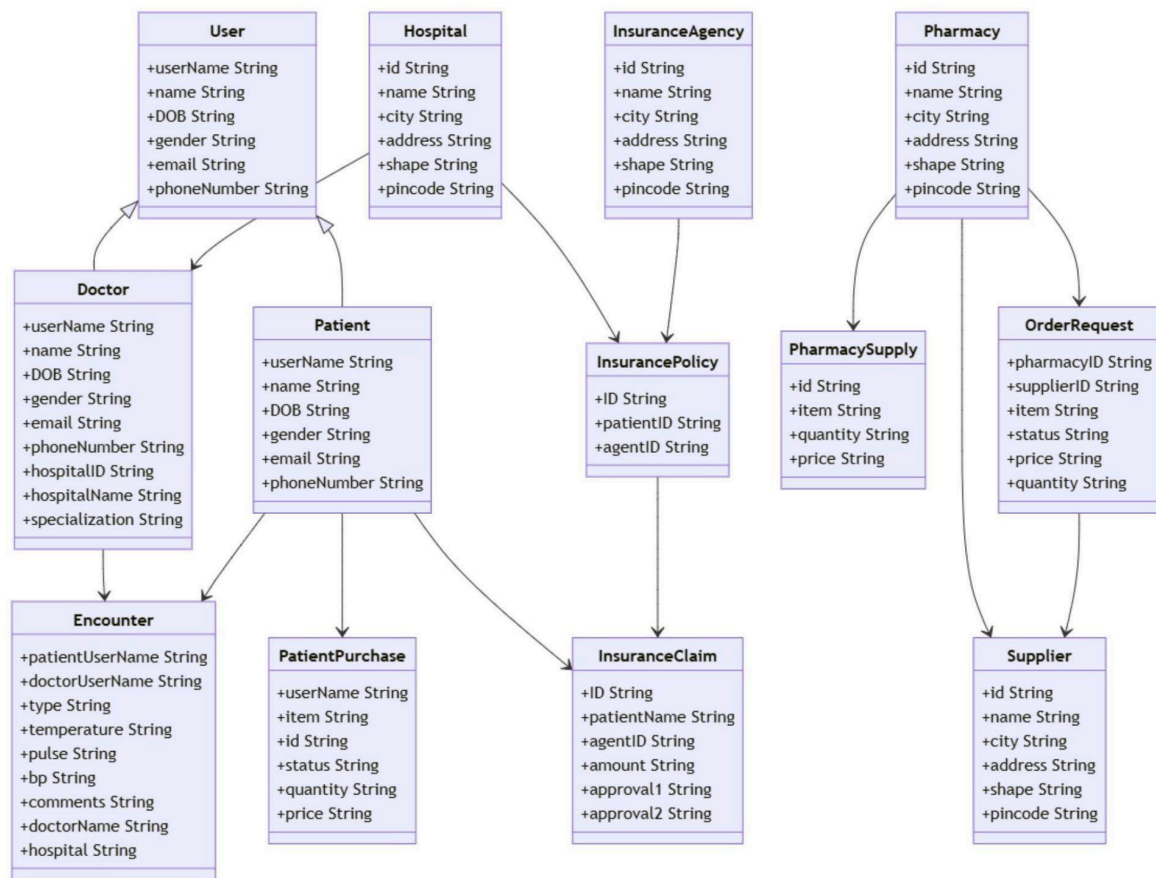 User
+userName String
+name String
+DOB String
+gender String
+email String
+phoneNumber String
Hospital
+id String
+name String
+city String
+address String
+shape String
+pincode String
InsuranceAgency
+id String
+name String
+city String
+address String
+shape String
+pincode String
Pharmacy
+id String
+name String
+city String
+address String
+shape String
+pincode String
Doctor
+userName String
+name String
+DOB String
+gender String
+email String
+phoneNumber String
+hospitalID String
+hospitalName String
+specialization String
Patient
+userName String
+name String
+DOB String
+gender String
+email String
+phoneNumber String
InsurancePolicy
+ID String
+patientID String
+agentID String
PharmacySupply
+id String
+item String
+quantity String
+price String
OrderRequest
+pharmacyID String
+supplierID String
+item String
+status String
+price String
+quantity String
Encounter
+patientUserName String
+doctorUserName String
+type String
+temperature String
+pulse String
+bp String
+comments String
+doctorName String
+hospital String
PatientPurchase
+userName String
+item String
+id String
+status String
+quantity String
+price String
InsuranceClaim
+ID String
+patientName String
+agentID String
+amount String
+approval1 String
+approval2 String
Supplier
+id String
+name String
+city String
+address String
+shape String
+pincode String